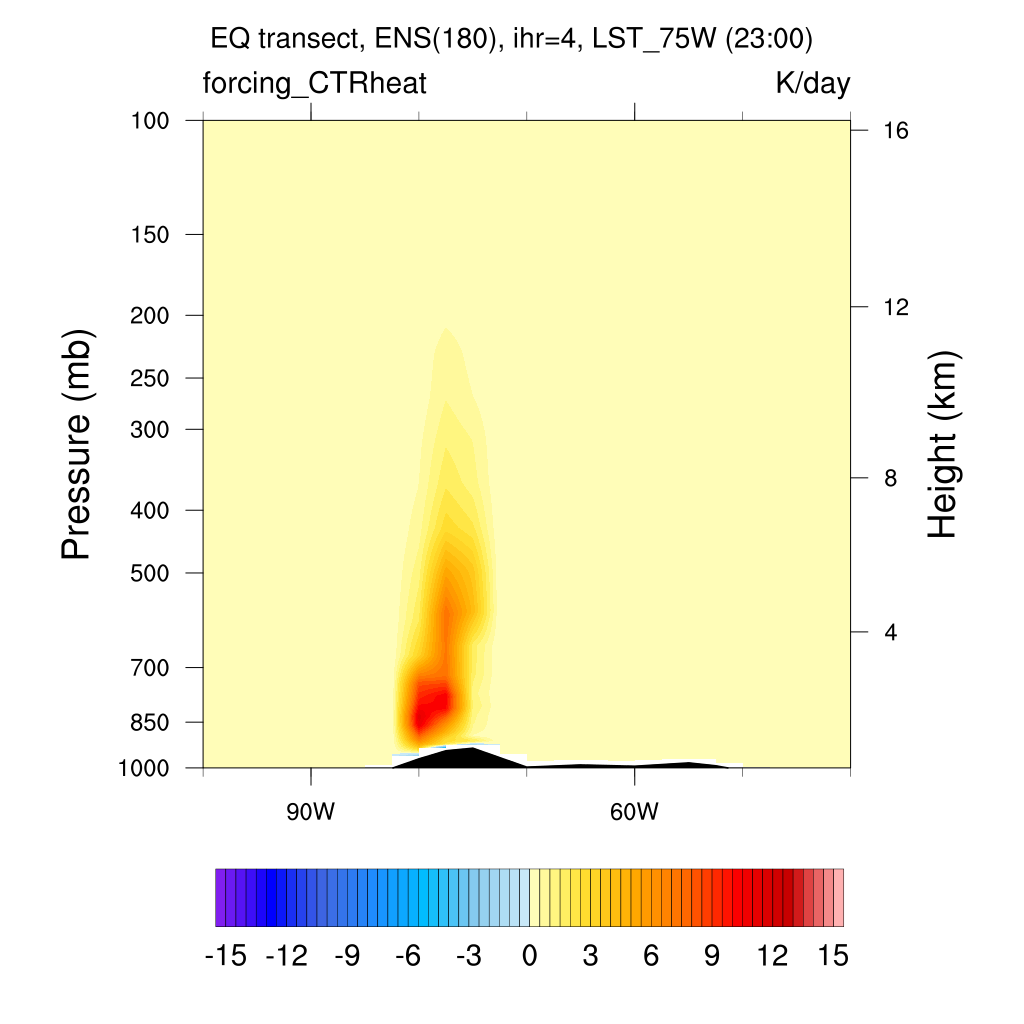 EQ transect, ENS(180), ihr=4, LST_75W (23:00)
forcing_CTRheat K/day
100
150
200
250
300
400
500
700
850
1000
Pressure (mb)
16
12
8
4
Height (km)
90W 60W
-15 -12 -9 -6 -3 0 3 6 9 12 15